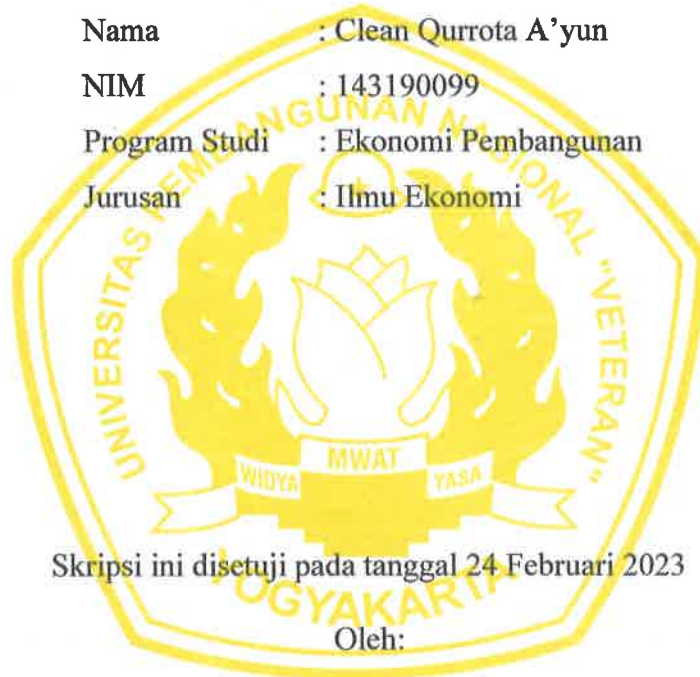 Nama : Clean Qurrota A'yun
NIM : 143190099
Program Studi : Ekonomi Pembangunan
Jurusan : Ilmu Ekonomi
UNIVERSITAS PEMBANGUNAN NASIONAL "VETERAN"
WIDYA MWAT YASA
YOGYAKARTA
Skripsi ini disetuji pada tanggal 24 Februari 2023
Oleh: